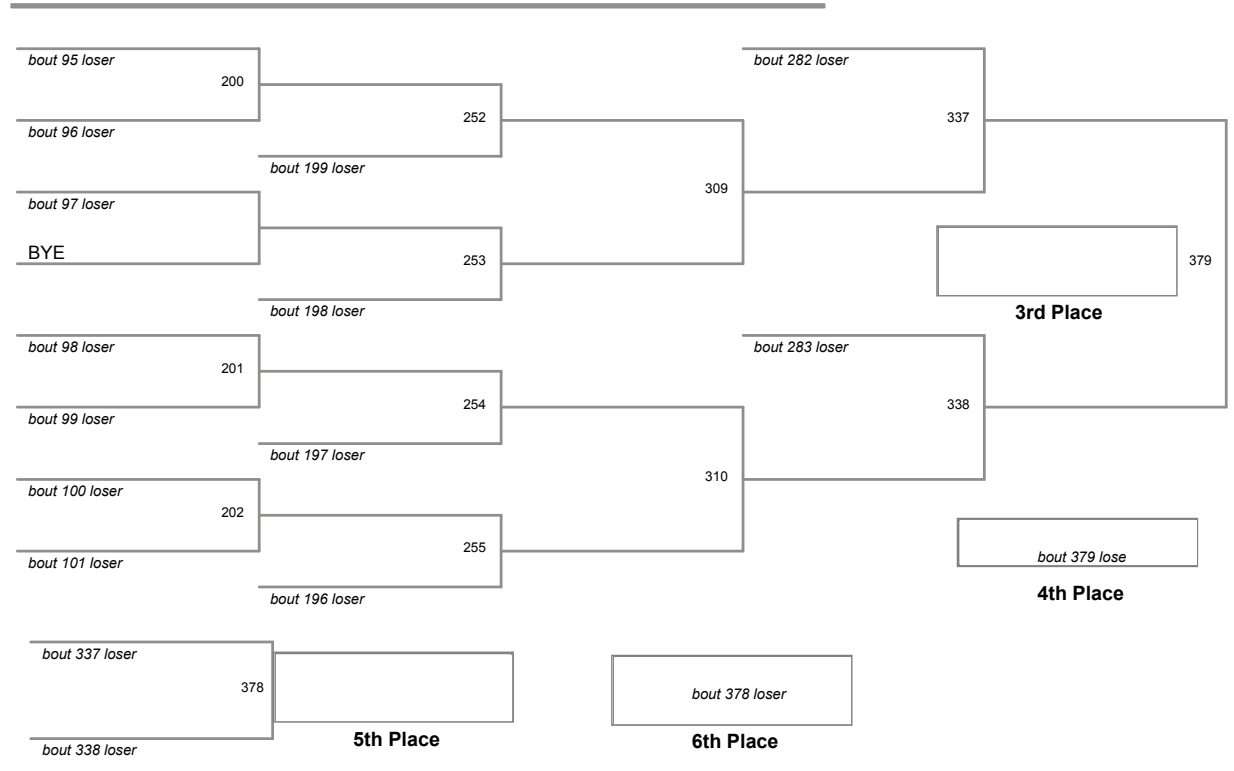 bout 95 loser
bout 282 loser
200
252
337
bout 96 loser
bout 199 loser
309
bout 97 loser
BYE
253
379
bout 198 loser
3rd Place
bout 98 loser
bout 283 loser
201
254
338
bout 99 loser
bout 197 loser
310
bout 100 loser
202
255
bout 379 lose
bout 101 loser
4th Place
bout 196 loser
bout 337 loser
378
bout 378 loser
5th Place
6th Place
bout 338 loser